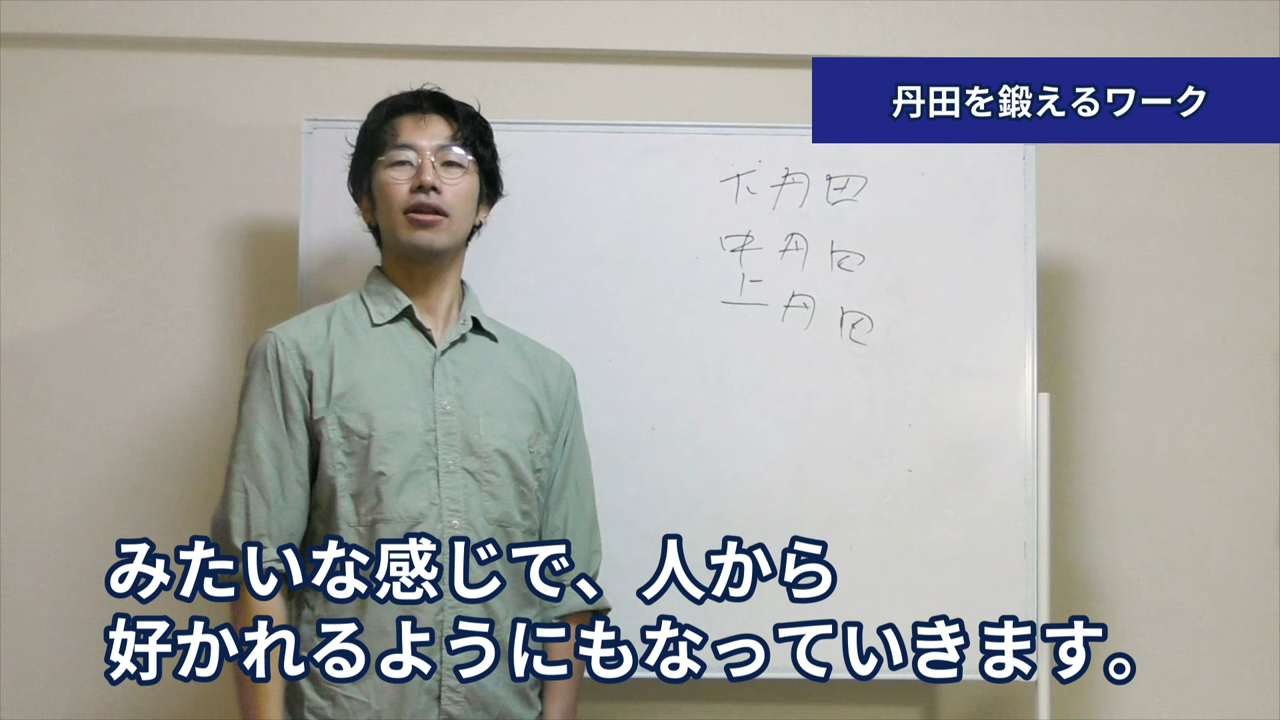 丹田を鍛えるワーク
下丹田
中丹田
上丹田
みたいな感じで、人から
好かれるようにもなっていきます。